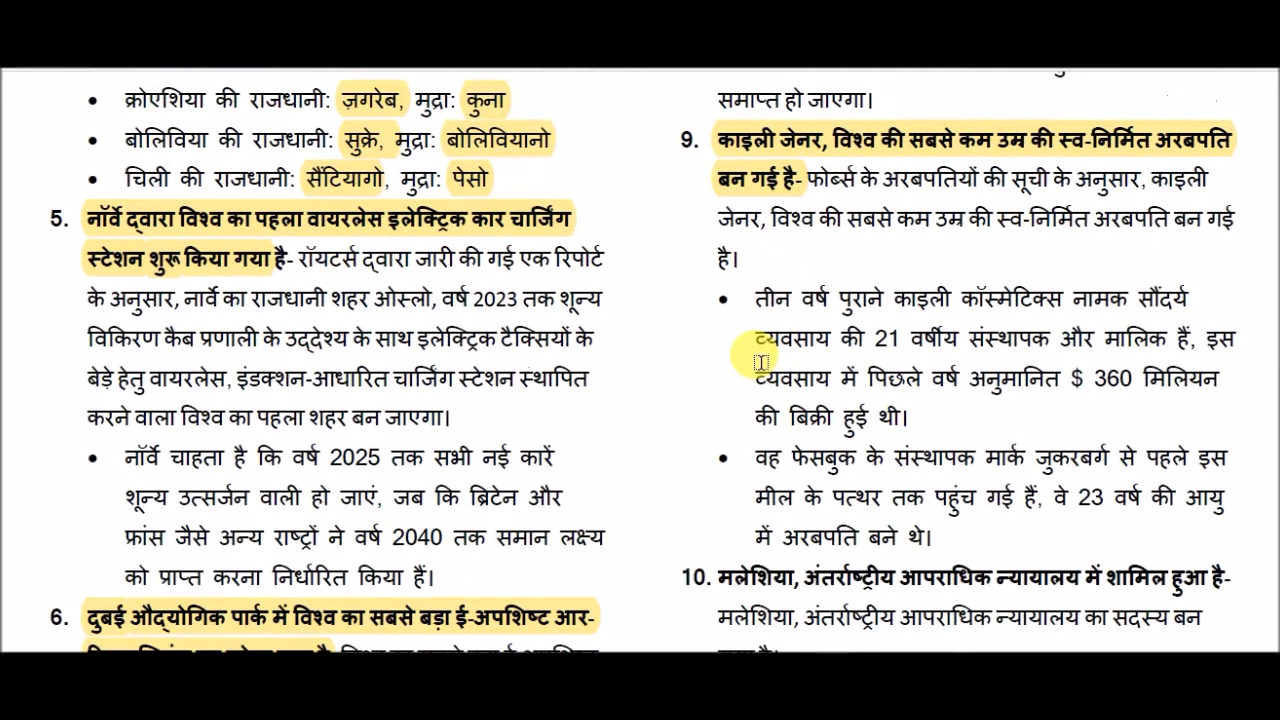 • क्रोएशिया की राजधानी: ज़गरेब, मुद्रा: कुना
• बोलिविया की राजधानी: सुक्रे, मुद्रा: बोलिवियानो
• चिली की राजधानी: सैंटियागो, मुद्रा: पेसो
5. नॉर्वे द्वारा विश्व का पहला वायरलेस इलेक्ट्रिक कार चार्जिंग
स्टेशन शुरू किया गया है- रॉयटर्स द्वारा जारी की गई एक रिपोर्ट
के अनुसार, नार्वे का राजधानी शहर ओस्लो, वर्ष 2023 तक शून्य
विकिरण कैब प्रणाली के उद्देश्य के साथ इलेक्ट्रिक टैक्सियों के
बेड़े हेतु वायरलेस, इंडक्शन-आधारित चार्जिंग स्टेशन स्थापित
करने वाला विश्व का पहला शहर बन जाएगा।
• नॉर्वे चाहता है कि वर्ष 2025 तक सभी नई कारें
शून्य उत्सर्जन वाली हो जाएं, जब कि ब्रिटेन और
फ्रांस जैसे अन्य राष्ट्रों ने वर्ष 2040 तक समान लक्ष्य
को प्राप्त करना निर्धारित किया हैं।
6. दुबई औद्योगिक पार्क में विश्व का सबसे बड़ा ई-अपशिष्ट आर-
समाप्त हो जाएगा।
9. काइली जेनर, विश्व की सबसे कम उम्र की स्व-निर्मित अरबपति
बन गई है- फोर्ब्स के अरबपतियों की सूची के अनुसार, काइली
जेनर, विश्व की सबसे कम उम्र की स्व-निर्मित अरबपति बन गई
है।
• तीन वर्ष पुराने काइली कॉस्मेटिक्स नामक सौंदर्य
व्यवसाय की 21 वर्षीय संस्थापक और मालिक हैं, इस
व्यवसाय में पिछले वर्ष अनुमानित $ 360 मिलियन
की बिक्री हुई थी।
• वह फेसबुक के संस्थापक मार्क जुकरबर्ग से पहले इस
मील के पत्थर तक पहुंच गई हैं, वे 23 वर्ष की आयु
में अरबपति बने थे।
10. मलेशिया, अंतर्राष्ट्रीय आपराधिक न्यायालय में शामिल हुआ है-
मलेशिया, अंतर्राष्ट्रीय आपराधिक न्यायालय का सदस्य बन